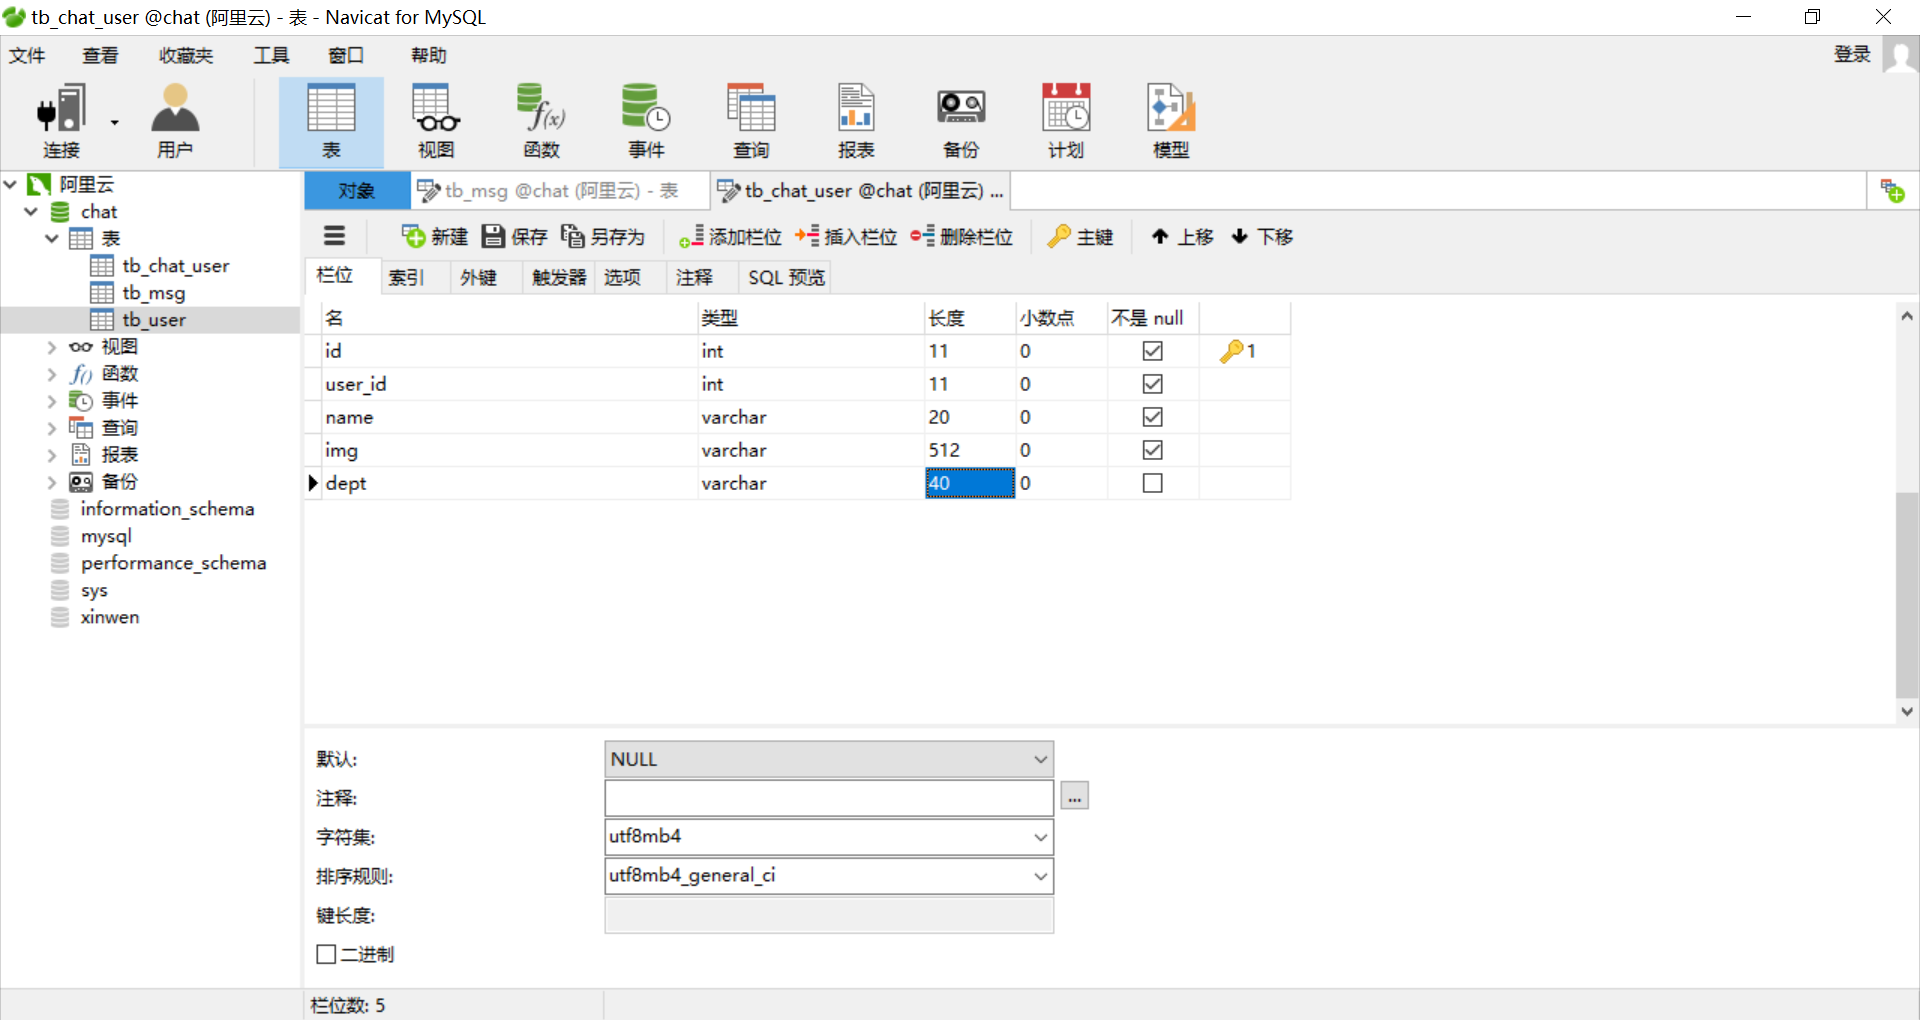 tb_chat_user @chat (阿里云) - 表 - Navicat for MySQL
文件 查看 收藏夹 工具 窗口 帮助 登录
连接 用户 表 视图 函数 事件 查询 报表 备份 计划 模型
f(x)
阿里云
chat
表
tb_chat_user
tb_msg
tb_user
视图
f() 函数
事件
查询
报表
备份
information_schema
mysql
performance_schema
sys
xinwen
对象 tb_msg @chat (阿里云) - 表 tb_chat_user @chat (阿里云) ...
新建 保存 另存为 添加栏位 插入栏位 删除栏位 主键 上移 下移
栏位 索引 外键 触发器 选项 注释 SQL 预览
名 类型 长度 小数点 不是 null
id int 11 0 1
user_id int 11 0
name varchar 20 0
img varchar 512 0
dept varchar 40 0
默认: NULL
注释: ...
字符集: utf8mb4
排序规则: utf8mb4_general_ci
键长度:
二进制
栏位数: 5